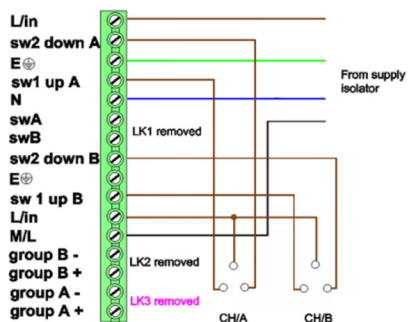 L/in
sw2 down A
E
sw1 up A
N
swA
swB
sw2 down B
E
sw 1 up B
L/in
M/L
group B -
group B +
group A -
group A +
LK1 removed
LK2 removed
LK3 removed
From supply
isolator
CH/A
CH/B